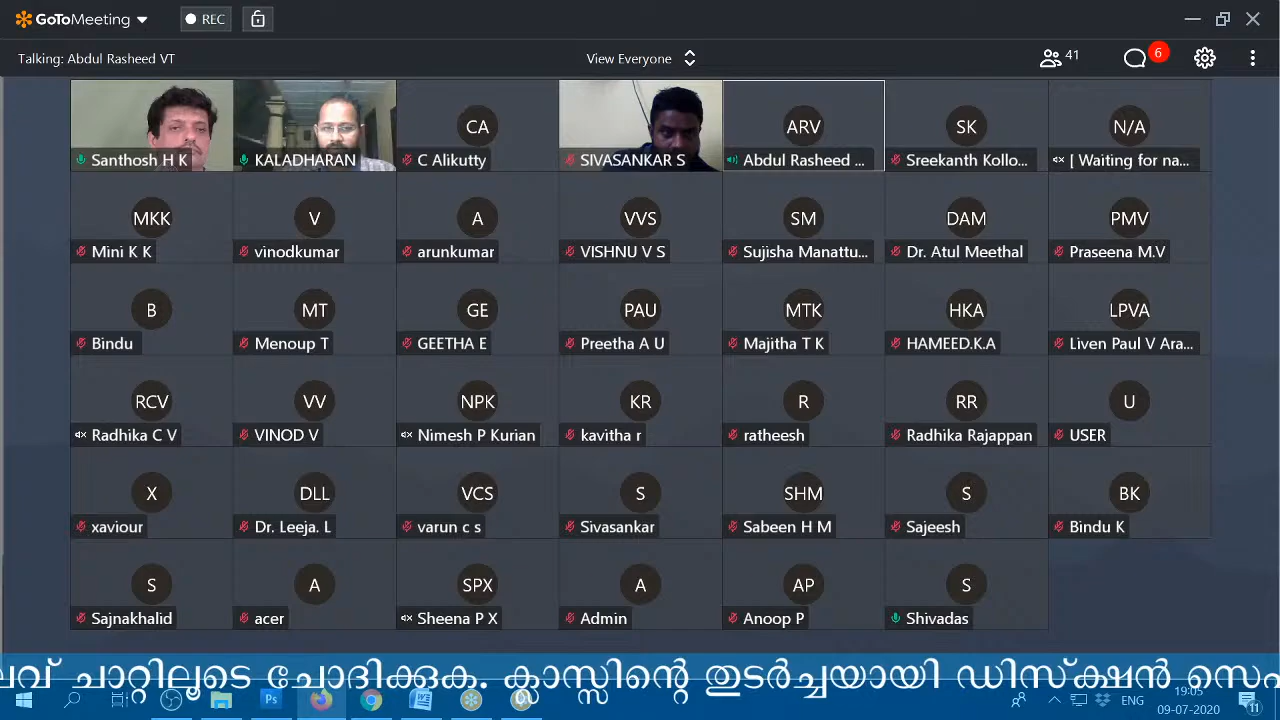 GoToMeeting
REC
Talking: Abdul Rasheed VT
View Everyone
41
6
Santhosh H K
KALADHARAN
CA
C Alikutty
SIVASANKAR S
ARV
Abdul Rasheed ...
SK
Sreekanth Kollo...
N/A
[ Waiting for na...
MKK
Mini K K
V
vinodkumar
A
arunkumar
VVS
VISHNU V S
SM
Sujisha Manattu...
DAM
Dr. Atul Meethal
PMV
Praseena M.V
B
Bindu
MT
Menoup T
GE
GEETHA E
PAU
Preetha A U
MTK
Majitha T K
HKA
HAMEED.K.A
LPVA
Liven Paul V Ara...
RCV
Radhika C V
VV
VINOD V
NPK
Nimesh P Kurian
KR
kavitha r
R
ratheesh
RR
Radhika Rajappan
U
USER
X
xaviour
DLL
Dr. Leeja. L
VCS
varun c s
S
Sivasankar
SHM
Sabeen H M
S
Sajeesh
BK
Bindu K
S
Sajnakhalid
A
acer
SPX
Sheena P X
A
Admin
AP
Anoop P
S
Shivadas
ചാറ്റിലൂടെ ചോദിക്കുക. ക്ലാസ്സിന്റെ തുടർച്ചയായി ഡിസ്ക്ഷൻ
ENG
19:05
09-07-2020
11